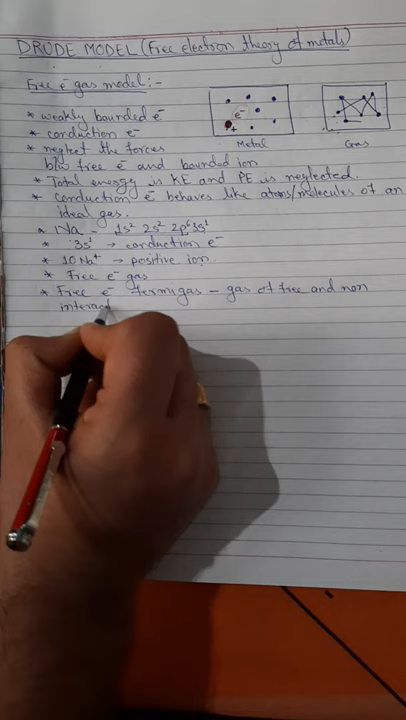 DRUDE MODEL (Free electron theory of metals)
Free e⁻ gas model:-
* weakly bounded e⁻
* conduction e⁻
* neglect the forces
b/w free e⁻ and bounded ion
e⁻
+
Metal
Gas
* Total energy is KE and PE is neglected.
* conduction e⁻ behaves like atoms/molecules of an
ideal gas.
* Na - 1s² 2s² 2p⁶ 3s¹
* 3s¹ → conduction e⁻
* 10 Na⁺ → positive ion.
* Free e⁻ gas
* Free e⁻ fermigas - gas of free and non
interact